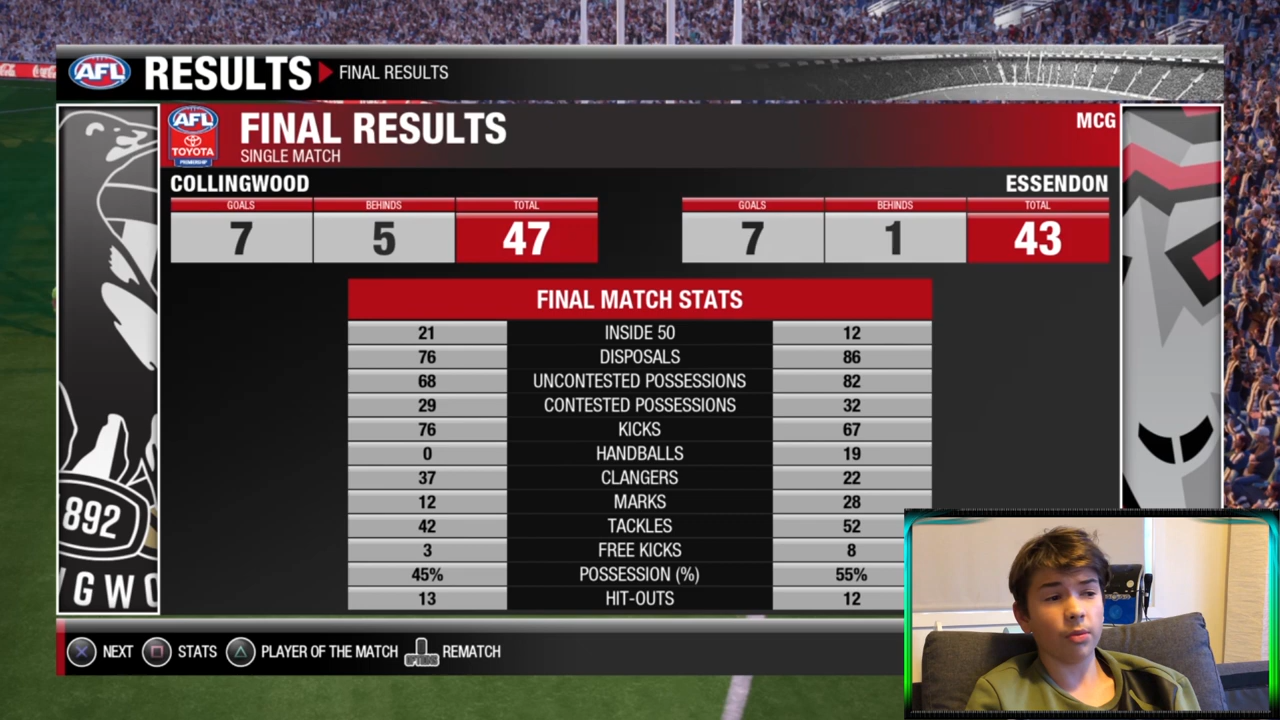 AFL RESULTS FINAL RESULTS
AFL TOYOTA PREMIERSHIP
FINAL RESULTS
SINGLE MATCH
MCG
COLLINGWOOD
ESSENDON
GOALS BEHINDS TOTAL GOALS BEHINDS TOTAL
7 5 47 7 1 43
FINAL MATCH STATS
21 INSIDE 50 12
76 DISPOSALS 86
68 UNCONTESTED POSSESSIONS 82
29 CONTESTED POSSESSIONS 32
76 KICKS 67
0 HANDBALLS 19
37 CLANGERS 22
12 MARKS 28
42 TACKLES 52
3 FREE KICKS 8
45% POSSESSION (%) 55%
13 HIT-OUTS 12
892
NGWO
NEXT STATS PLAYER OF THE MATCH OPTIONS REMATCH